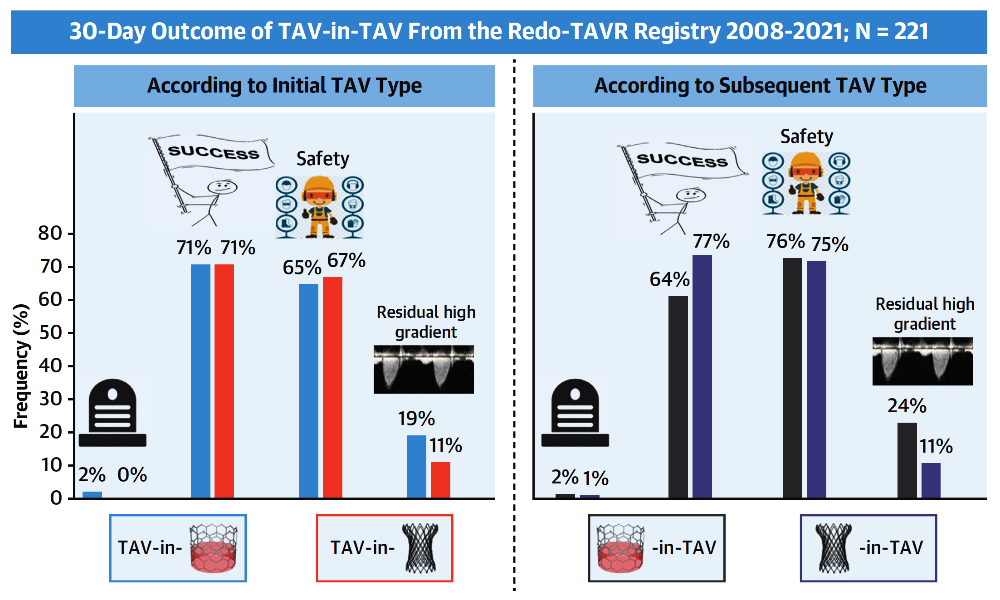 30-Day Outcome of TAV-in-TAV From the Redo-TAVR Registry 2008-2021; N = 221
According to Initial TAV Type
Frequency (%)
80
70
60
50
40
30
20
10
0
SUCCESS
Safety
Residual high
gradient
2% 0%
71% 71%
65% 67%
19% 11%
TAV-in-
TAV-in-
According to Subsequent TAV Type
SUCCESS
Safety
Residual high
gradient
2% 1%
64% 77%
76% 75%
24% 11%
-in-TAV
-in-TAV